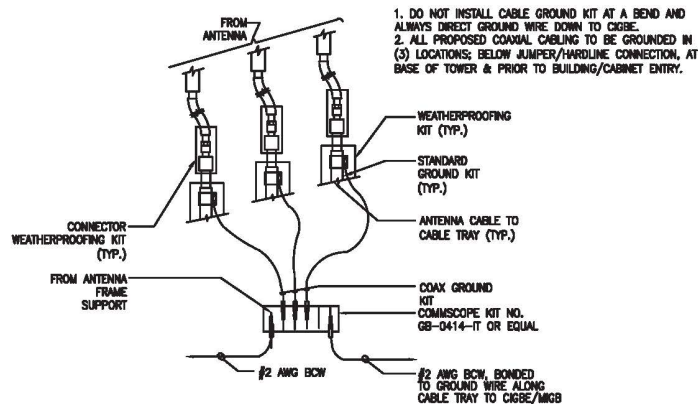 FROM
ANTENNA
1. DO NOT INSTALL CABLE GROUND KIT AT A BEND AND
ALWAYS DIRECT GROUND WIRE DOWN TO CIGBE.
2. ALL PROPOSED COAXIAL CABLING TO BE GROUNDED IN
(3) LOCATIONS; BELOW JUMPER/HARDLINE CONNECTION, AT
BASE OF TOWER & PRIOR TO BUILDING/CABINET ENTRY.
WEATHERPROOFING
KIT (TYP.)
STANDARD
GROUND KIT
(TYP.)
ANTENNA CABLE TO
CABLE TRAY (TYP.)
CONNECTOR
WEATHERPROOFING KIT
(TYP.)
FROM ANTENNA
FRAME
SUPPORT
COAX GROUND
KIT
COMMSCOPE KIT NO.
GB-0414-IT OR EQUAL
#2 AWG BCW
#2 AWG BCW, BONDED
TO GROUND WIRE ALONG
CABLE TRAY TO CIGBE/MIGB